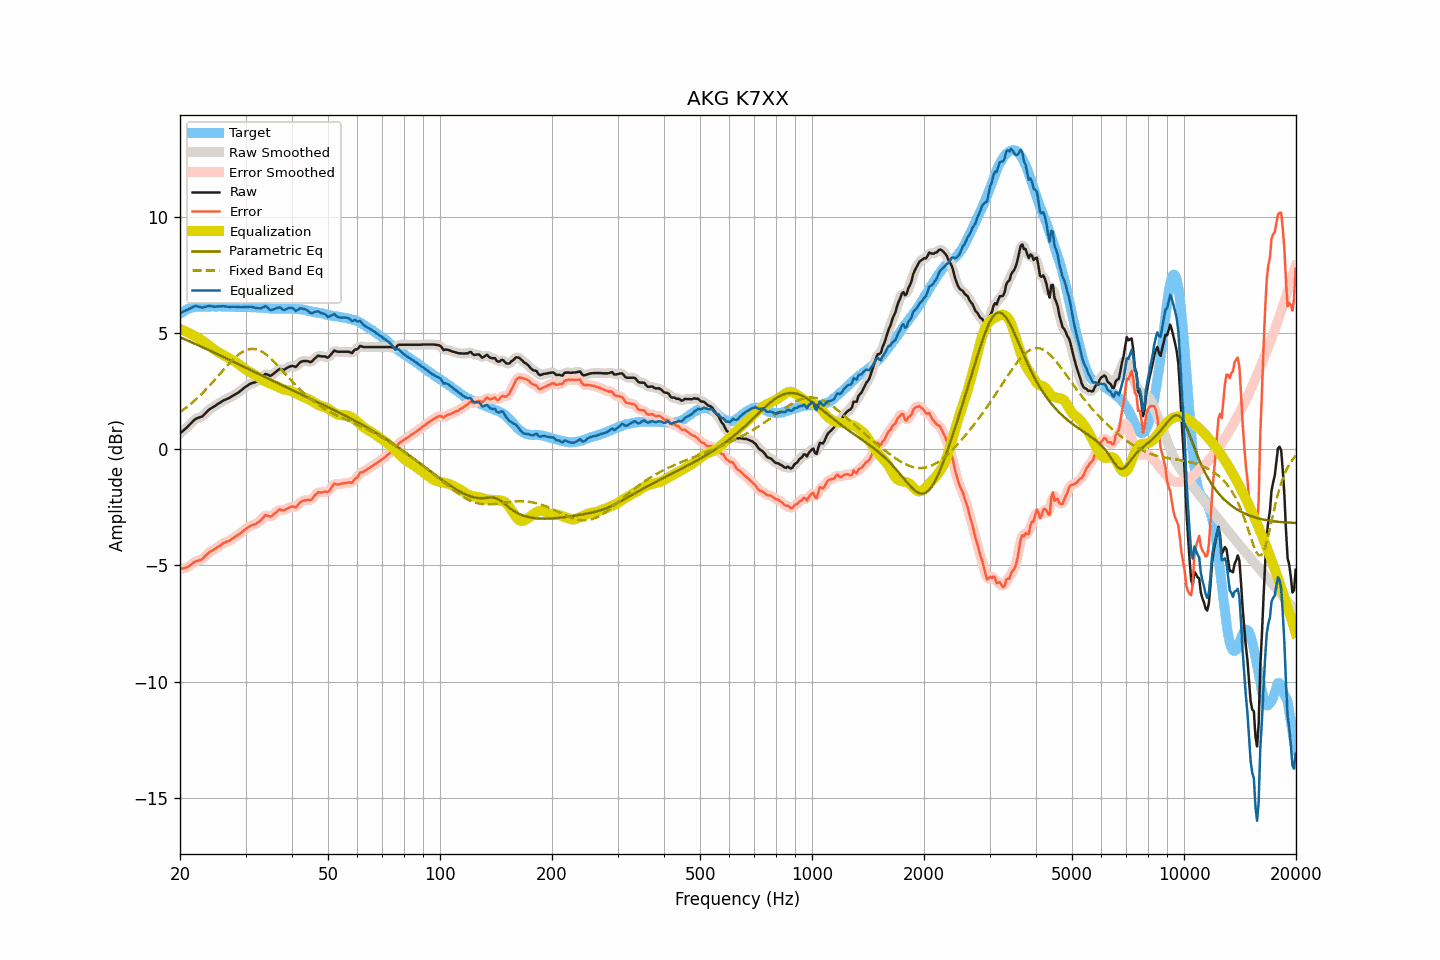 AKG K7XX
Target
Raw Smoothed
Error Smoothed
Raw
Error
Equalization
Parametric Eq
Fixed Band Eq
Equalized
10
5
0
−5
−10
−15
Amplitude (dBr)
20 50 100 200 500 1000 2000 5000 10000 20000
Frequency (Hz)